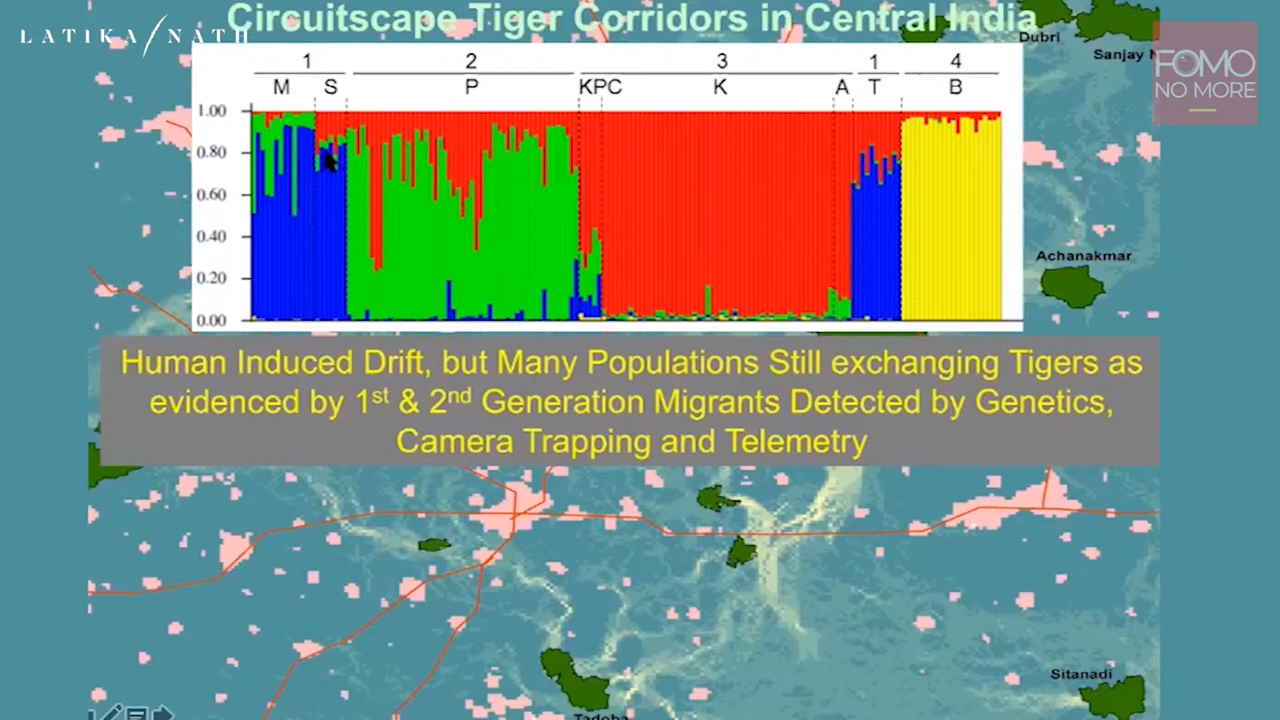 Circuitscape Tiger Corridors in Central India
LATIKA/NATH
Dubri
Sanjay N
FOMO
NO MORE
1 2 3 1 4
M S P KPC K A T B
1.00
0.80
0.60
0.40
0.20
0.00
Achanakmar
Human Induced Drift, but Many Populations Still exchanging Tigers as
evidenced by 1st & 2nd Generation Migrants Detected by Genetics,
Camera Trapping and Telemetry
Sitanadi
Tadoba